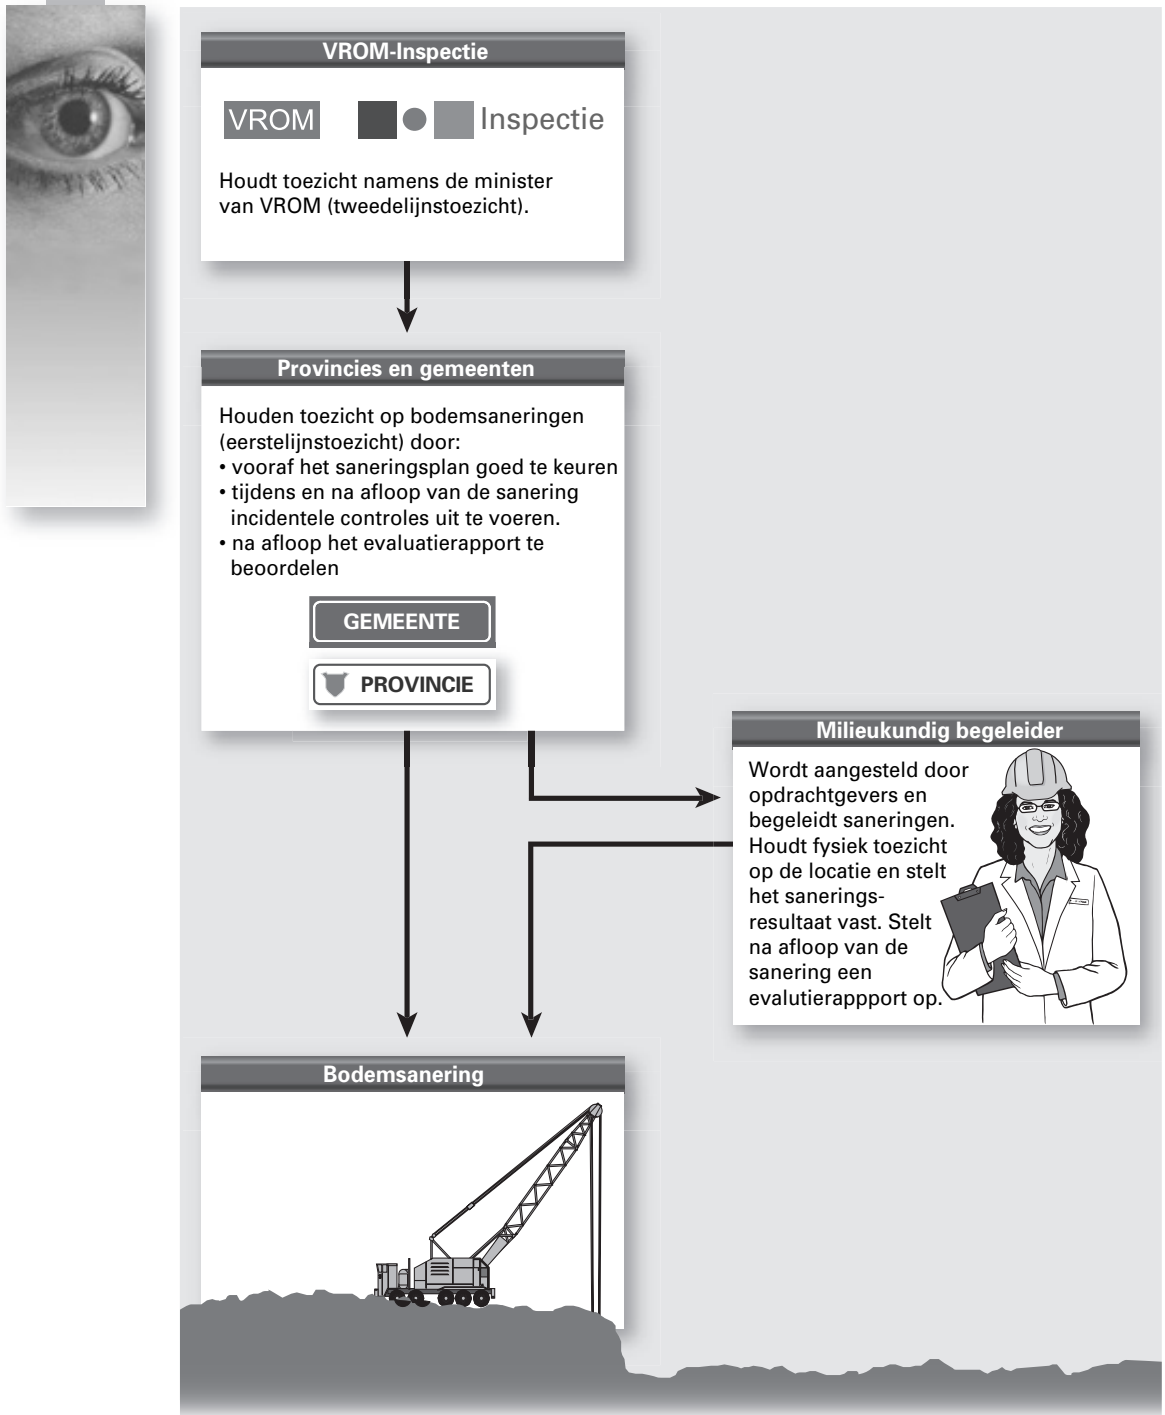 VROM-Inspectie
VROM Inspectie
Houdt toezicht namens de minister
van VROM (tweedelijnstoezicht).
Provincies en gemeenten
Houden toezicht op bodemsaneringen
(eerstelijnstoezicht) door:
• vooraf het saneringsplan goed te keuren
• tijdens en na afloop van de sanering
incidentele controles uit te voeren.
• na afloop het evaluatierapport te
beoordelen
GEMEENTE
PROVINCIE
Milieukundig begeleider
Wordt aangesteld door
opdrachtgevers en
begeleidt saneringen.
Houdt fysiek toezicht
op de locatie en stelt
het sanerings-
resultaat vast. Stelt
na afloop van de
sanering een
evalutierappport op.
Bodemsanering